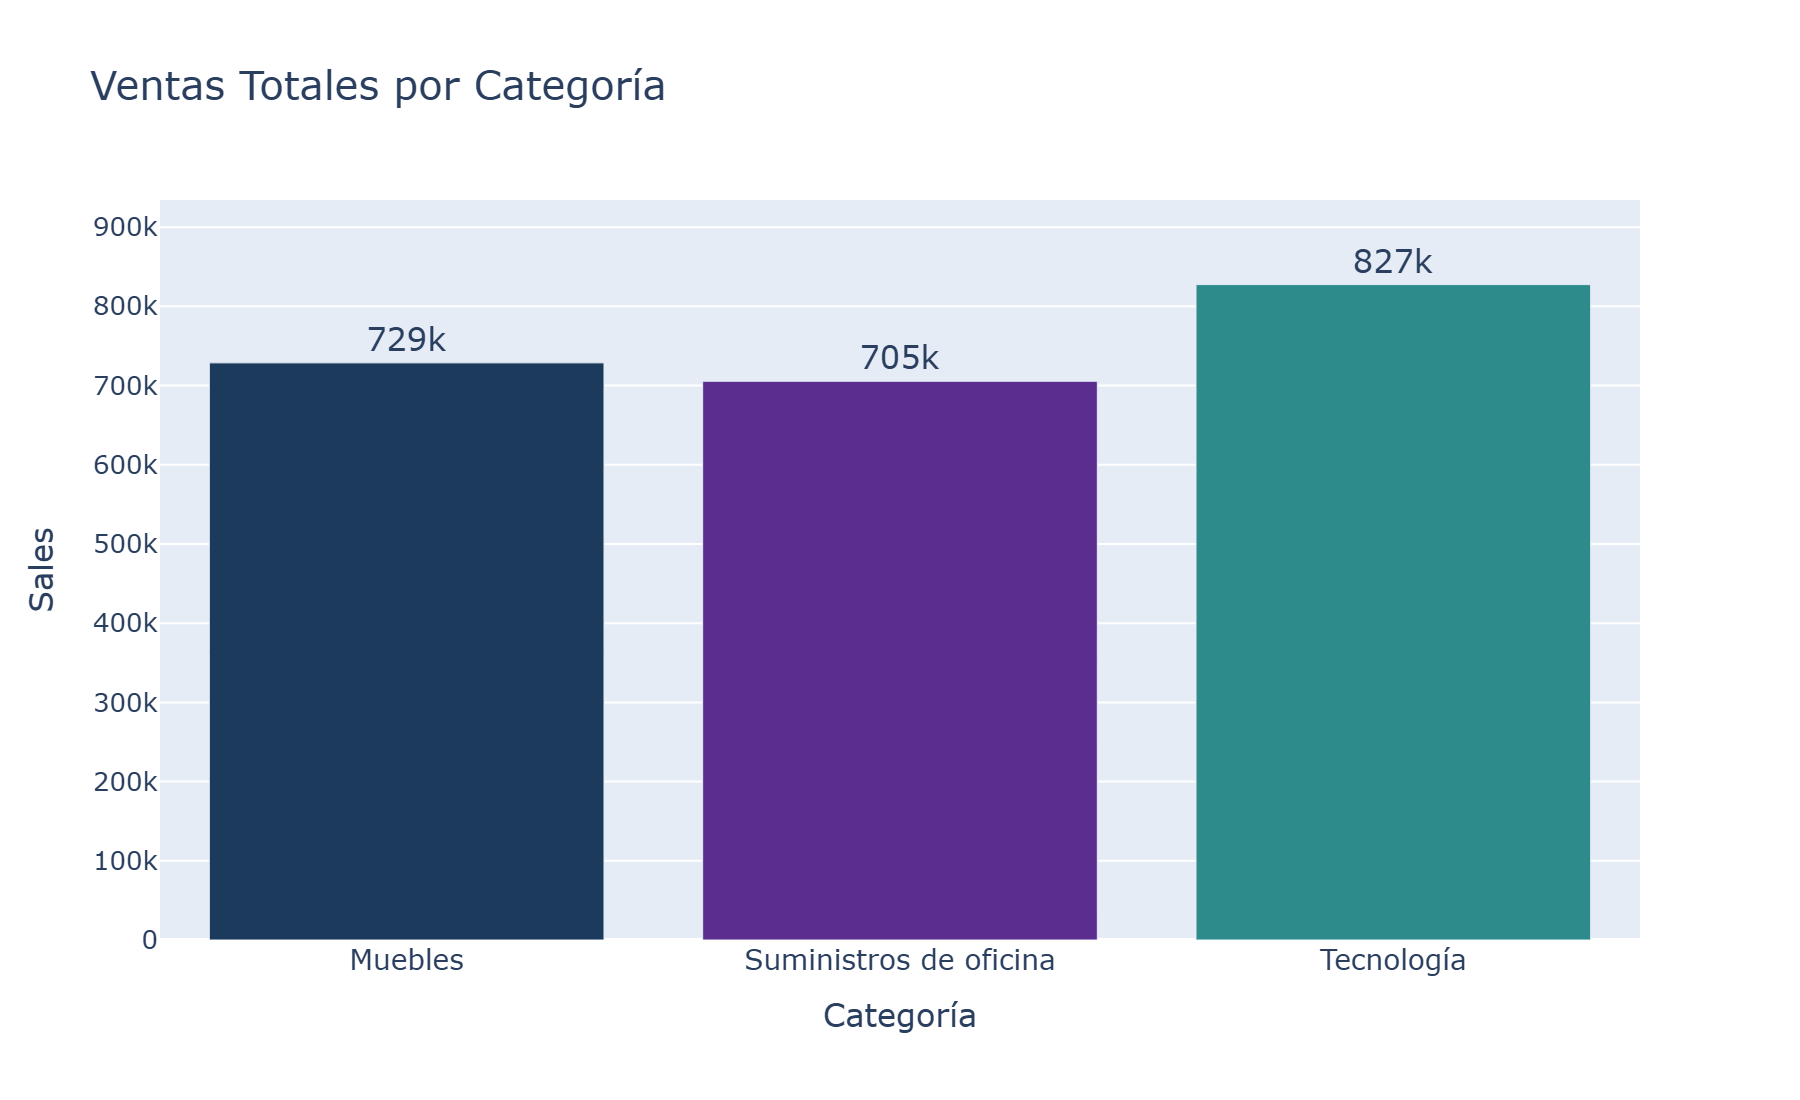 Ventas Totales por Categoría
900k
800k
700k
600k
500k
400k
300k
200k
100k
0
Sales
729k
705k
827k
Muebles
Suministros de oficina
Tecnología
Categoría